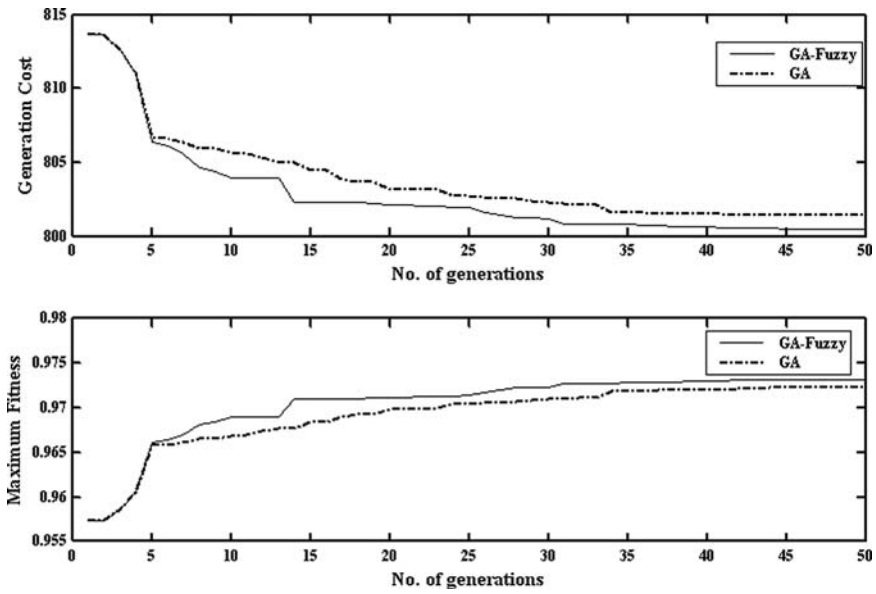 815
810
805
800
Generation Cost
GA-Fuzzy
GA
0 5 10 15 20 25 30 35 40 45 50
No. of generations
0.98
0.975
0.97
0.965
0.96
0.955
Maximum Fitness
GA-Fuzzy
GA
0 5 10 15 20 25 30 35 40 45 50
No. of generations